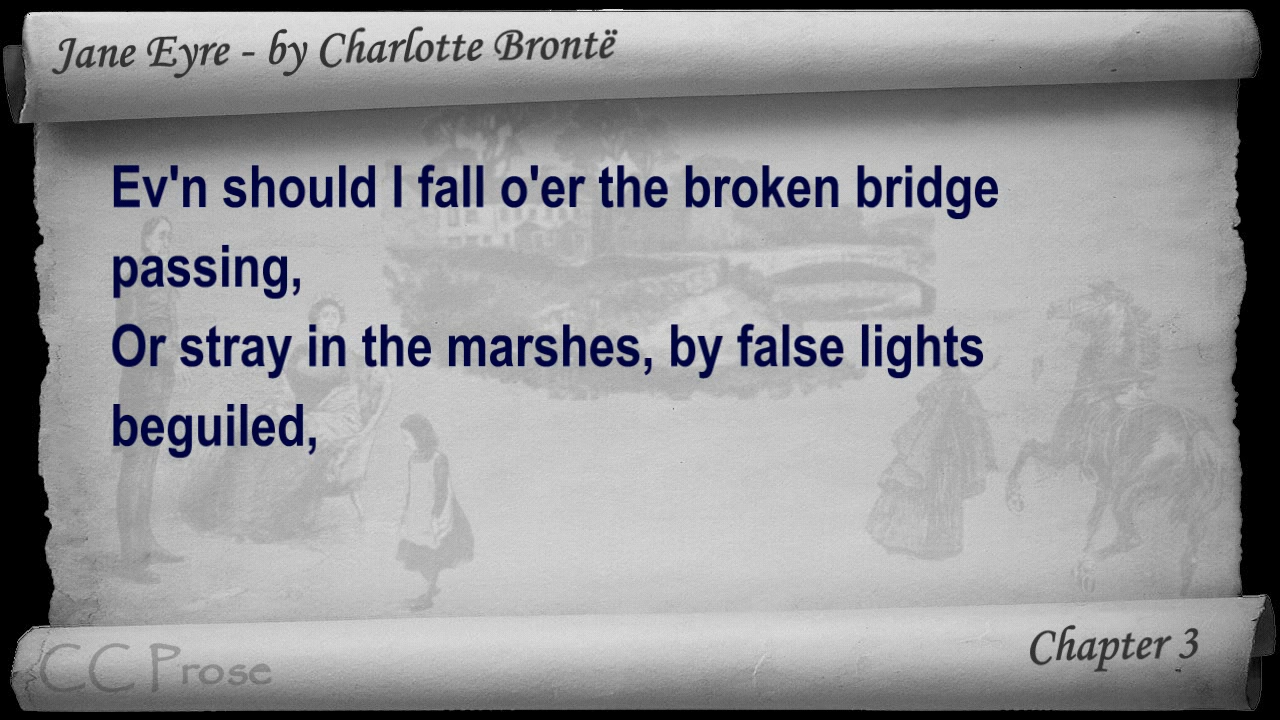 Jane Eyre - by Charlotte Brontë
Ev'n should I fall o'er the broken bridge
passing,
Or stray in the marshes, by false lights
beguiled,
Chapter 3
CC Prose